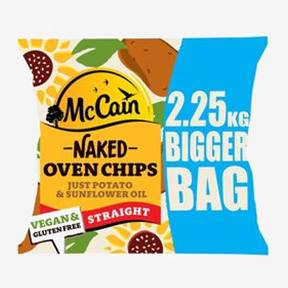 McCain
-NAKED-
OVEN CHIPS
JUST POTATO
& SUNFLOWER OIL
VEGAN &
GLUTEN FREE
STRAIGHT
2.25KG
BIGGER
BAG